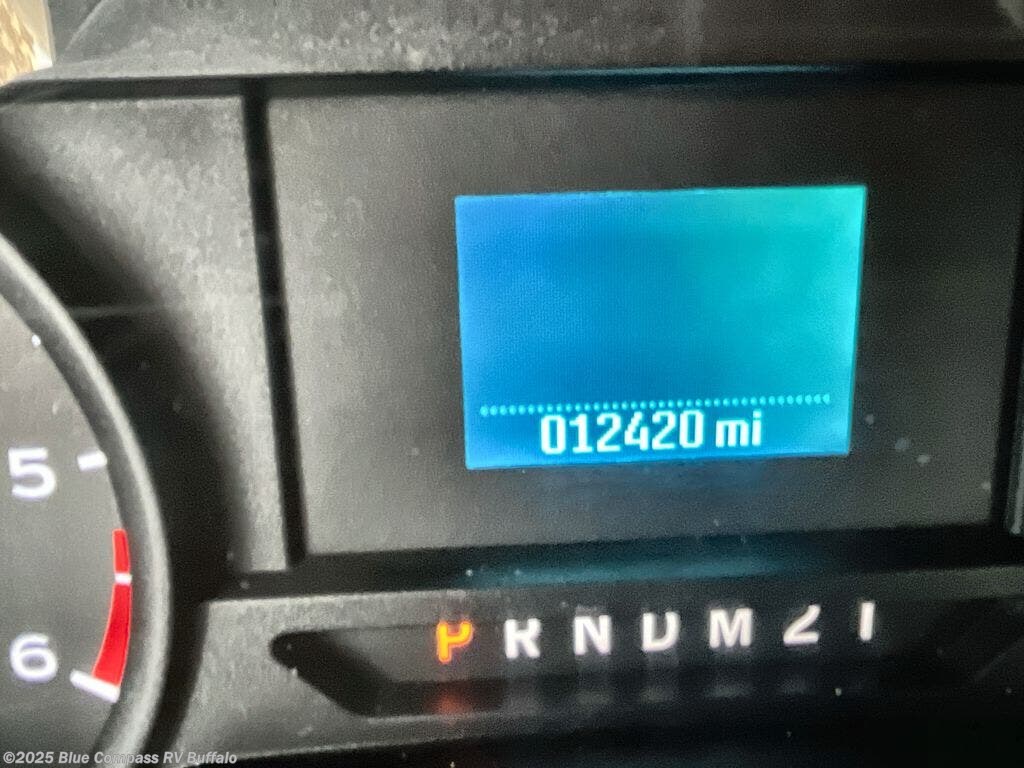 012420 mi
5
6
P R N D M 2 1
©2025 Blue Compass RV Buffalo